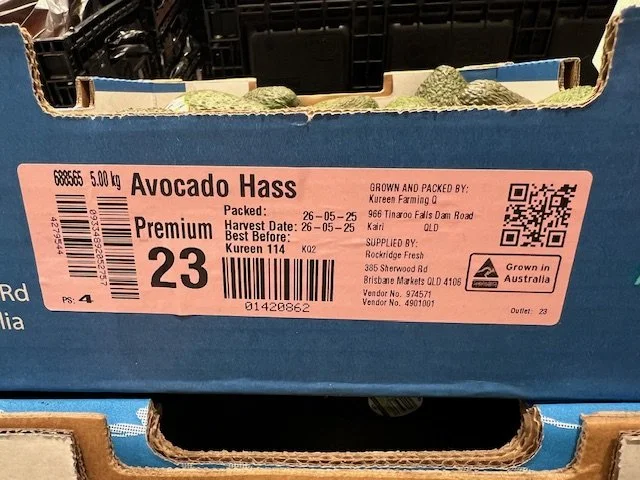 688565 5.00 kg
Avocado Hass
Premium
23
Packed: 26-05-25
Harvest Date: 26-05-25
Best Before:
Kureen 114 KQ2
01420862
GROWN AND PACKED BY:
Kureen Farming Q
966 Tinaroo Falls Dam Road
Kairi QLD
SUPPLIED BY:
Rockridge Fresh
385 Sherwood Rd
Brisbane Markets QLD 4106
Vendor No. 974571
Vendor No. 4901001
Grown in
Australia
Outlet: 23
PS: 4
Rd
lia